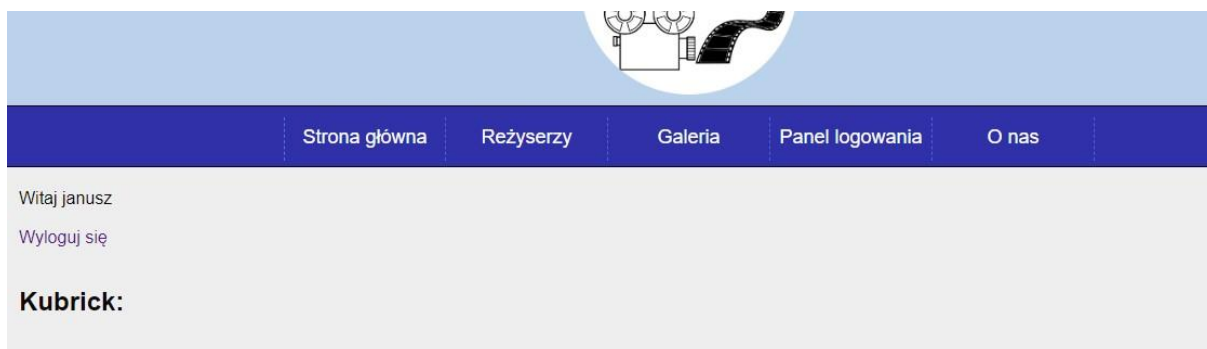 Strona główna Reżyserzy Galeria Panel logowania O nas
Witaj janusz
Wyloguj się
Kubrick: